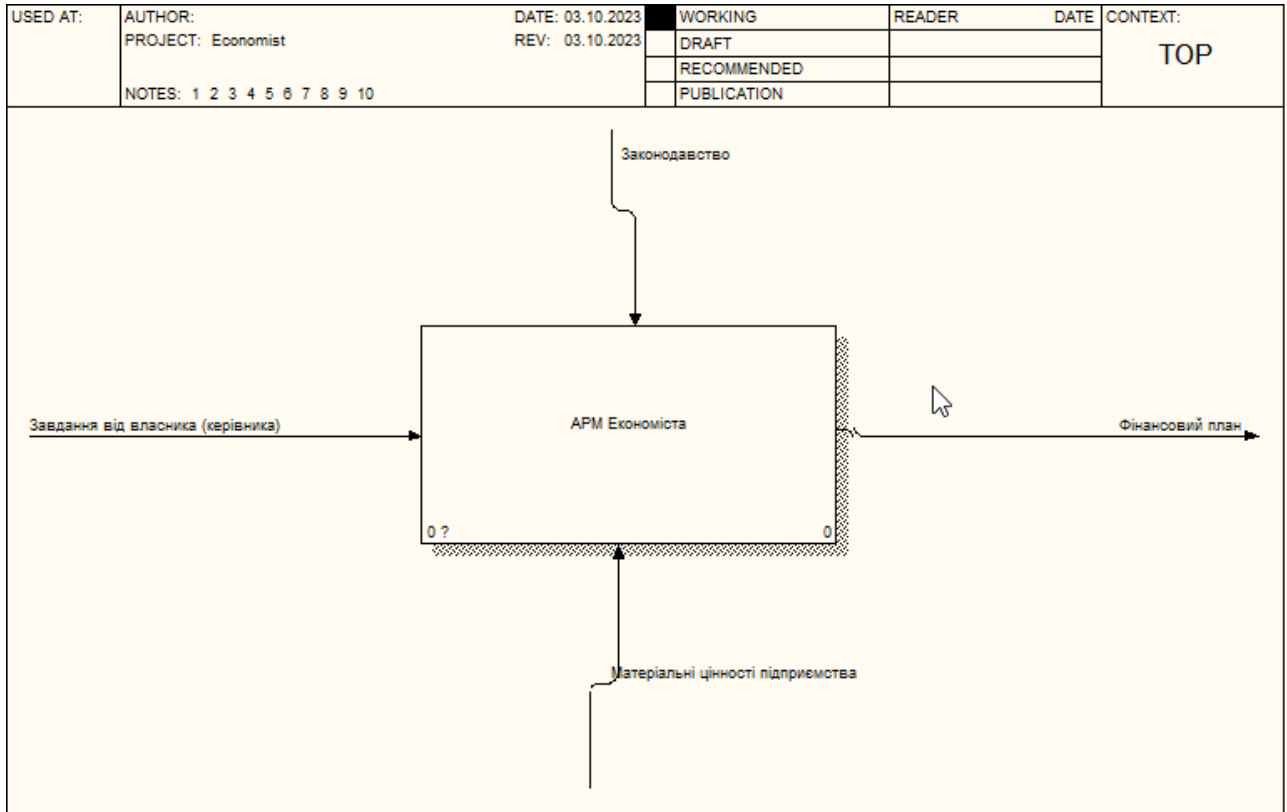 USED AT:
AUTHOR:
DATE: 03.10.2023
WORKING
READER
DATE
CONTEXT:
PROJECT: Economist
REV: 03.10.2023
DRAFT
TOP
RECOMMENDED
NOTES: 1 2 3 4 5 6 7 8 9 10
PUBLICATION
Законодавство
Завдання від власника (керівника)
АРМ Економіста
Фінансовий план
0 ?
0
Матеріальні цінності підприємства